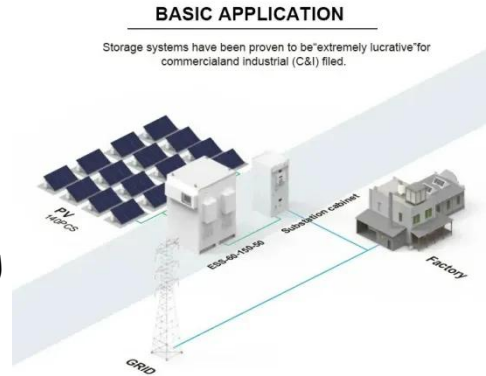 BASIC APPLICATION
Storage systems have been proven to be“extremely lucrative”for
commercialand industrial (C&I) filed.
PV
140PCS
ESS-60-150-50
Substation cabinet
Factory
GRID